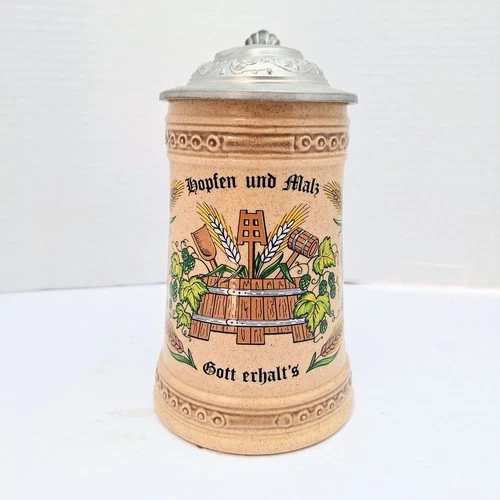 Hopfen und Malz
Gott erhalt's